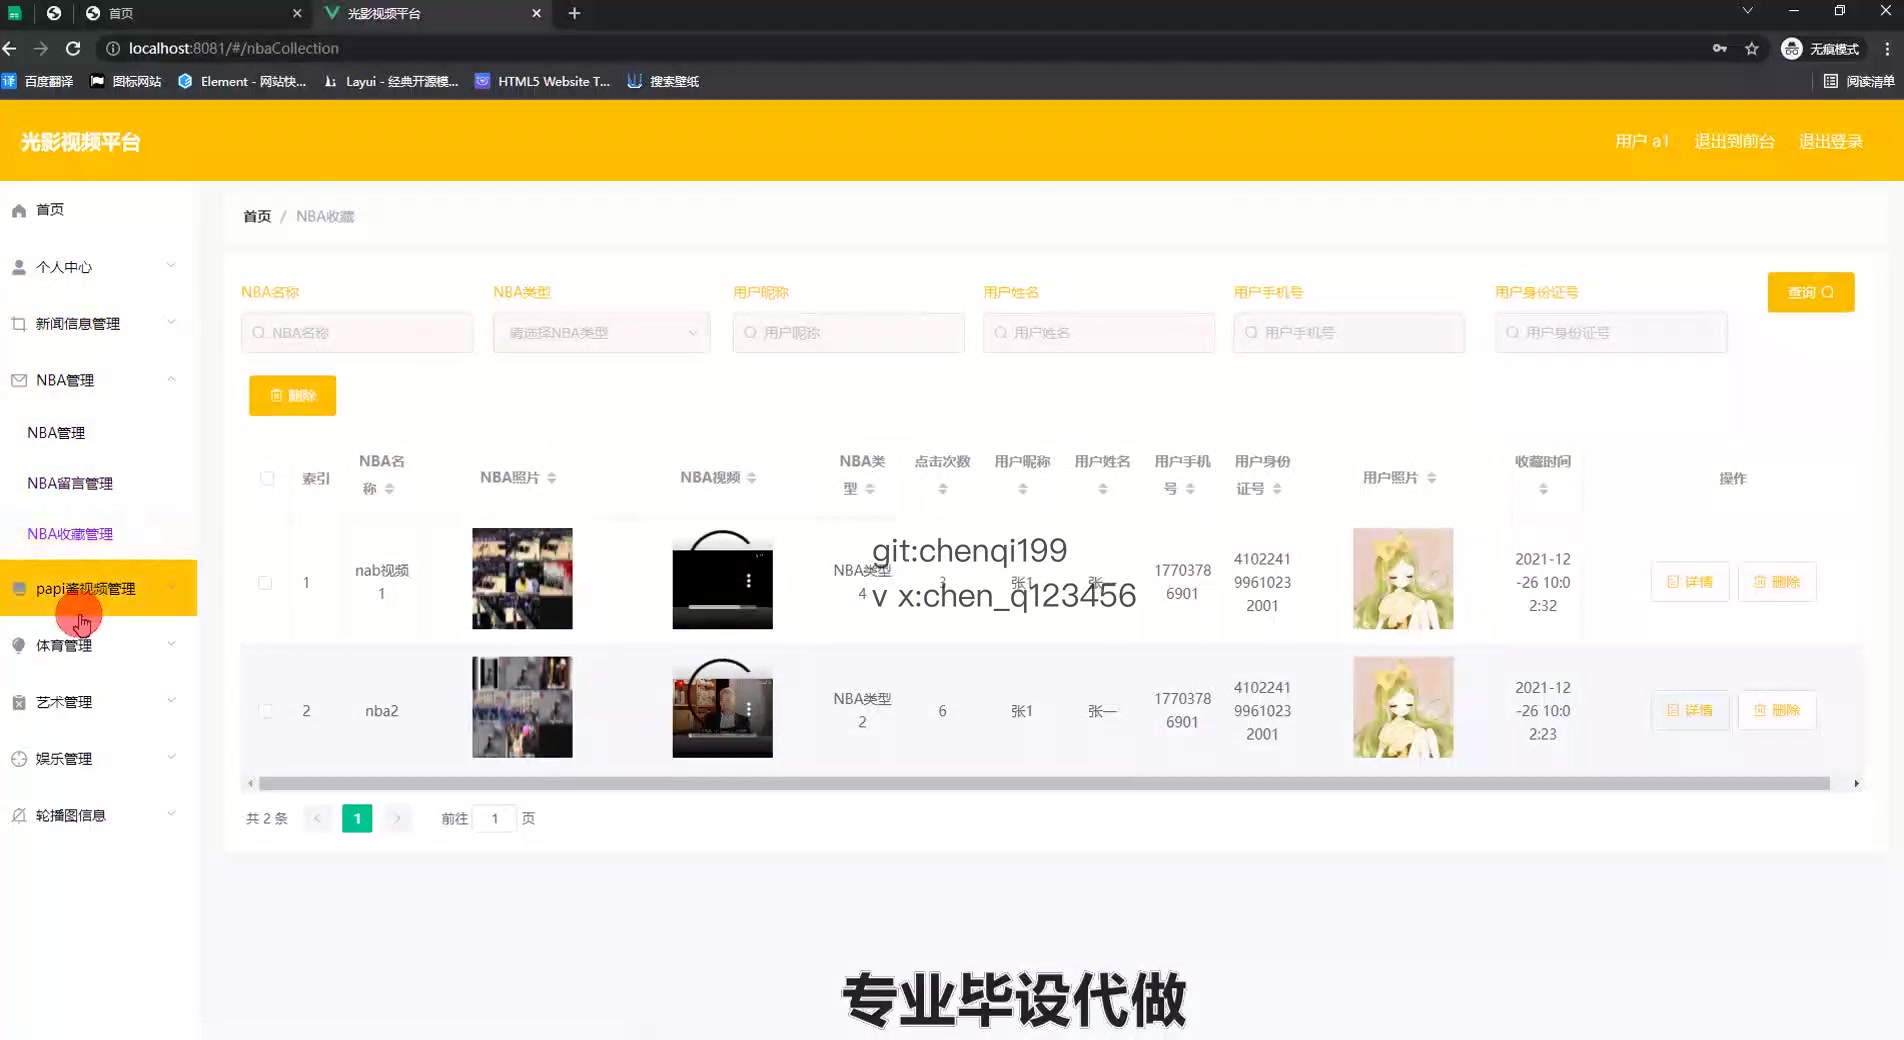 首页
光影视频平台
localhost:8081/#/nbaCollection
无痕模式
百度翻译
图标网站
Element - 网站快...
Layui - 经典开源模...
HTML5 Website T...
搜索壁纸
阅读清单
光影视频平台
用户 a1
退出到前台
退出登录
首页
个人中心
新闻信息管理
NBA管理
NBA管理
NBA留言管理
NBA收藏管理
papi酱视频管理
体育管理
艺术管理
娱乐管理
轮播图信息
首页 / NBA收藏
NBA名称 NBA类型 用户昵称 用户姓名 用户手机号 用户身份证号
查询
NBA名称 请选择NBA类型 用户昵称 用户姓名 用户手机号 用户身份证号
删除
索引
NBA名
称
NBA照片
NBA视频
NBA类
型
点击次数
用户昵称
用户姓名
用户手机
号
用户身份
证号
用户照片
收藏时间
操作
1
nab视频
1
NBA类型
4
3
张1
张一
1770378
6901
4102241
9961023
2001
2021-12
-26 10:0
2:32
详情
删除
2
nba2
NBA类型
2
6
张1
张一
1770378
6901
4102241
9961023
2001
2021-12
-26 10:0
2:23
详情
删除
git:chenqi199
v x:chen_q123456
共 2 条
1
前往 1 页
专业毕设代做